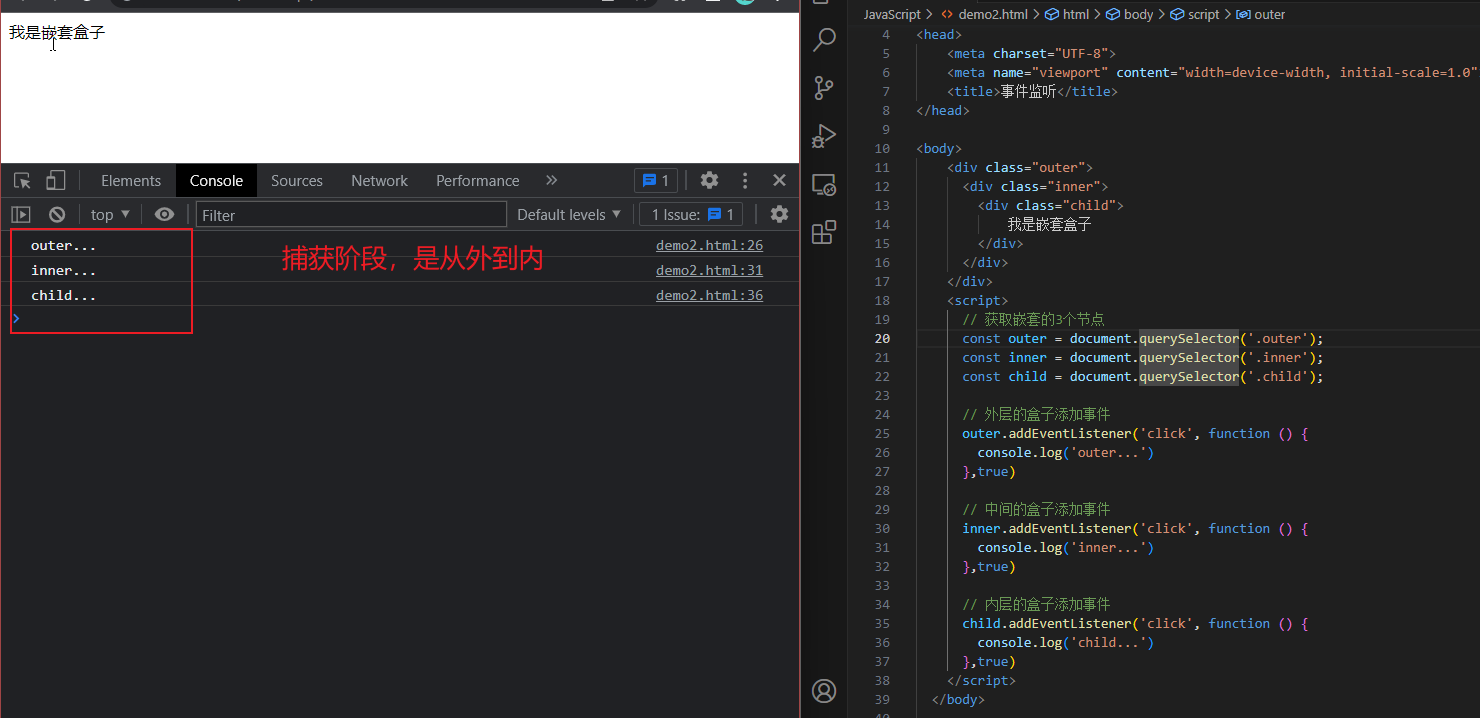 我是嵌套盒子
Elements Console Sources Network Performance 1
top Filter Default levels 1 Issue: 1
outer... demo2.html:26
inner... demo2.html:31
child... demo2.html:36
捕获阶段，是从外到内
JavaScript > demo2.html > html > body > script > outer
4 <head>
5 <meta charset="UTF-8">
6 <meta name="viewport" content="width=device-width, initial-scale=1.0"
7 <title>事件监听</title>
8 </head>
9
10 <body>
11 <div class="outer">
12 <div class="inner">
13 <div class="child">
14 我是嵌套盒子
15 </div>
16 </div>
17 </div>
18 <script>
19 // 获取嵌套的3个节点
20 const outer = document.querySelector('.outer');
21 const inner = document.querySelector('.inner');
22 const child = document.querySelector('.child');
23
24 // 外层的盒子添加事件
25 outer.addEventListener('click', function () {
26 console.log('outer...')
27 },true)
28
29 // 中间的盒子添加事件
30 inner.addEventListener('click', function () {
31 console.log('inner...')
32 },true)
33
34 // 内层的盒子添加事件
35 child.addEventListener('click', function () {
36 console.log('child...')
37 },true)
38 </script>
39 </body>
40